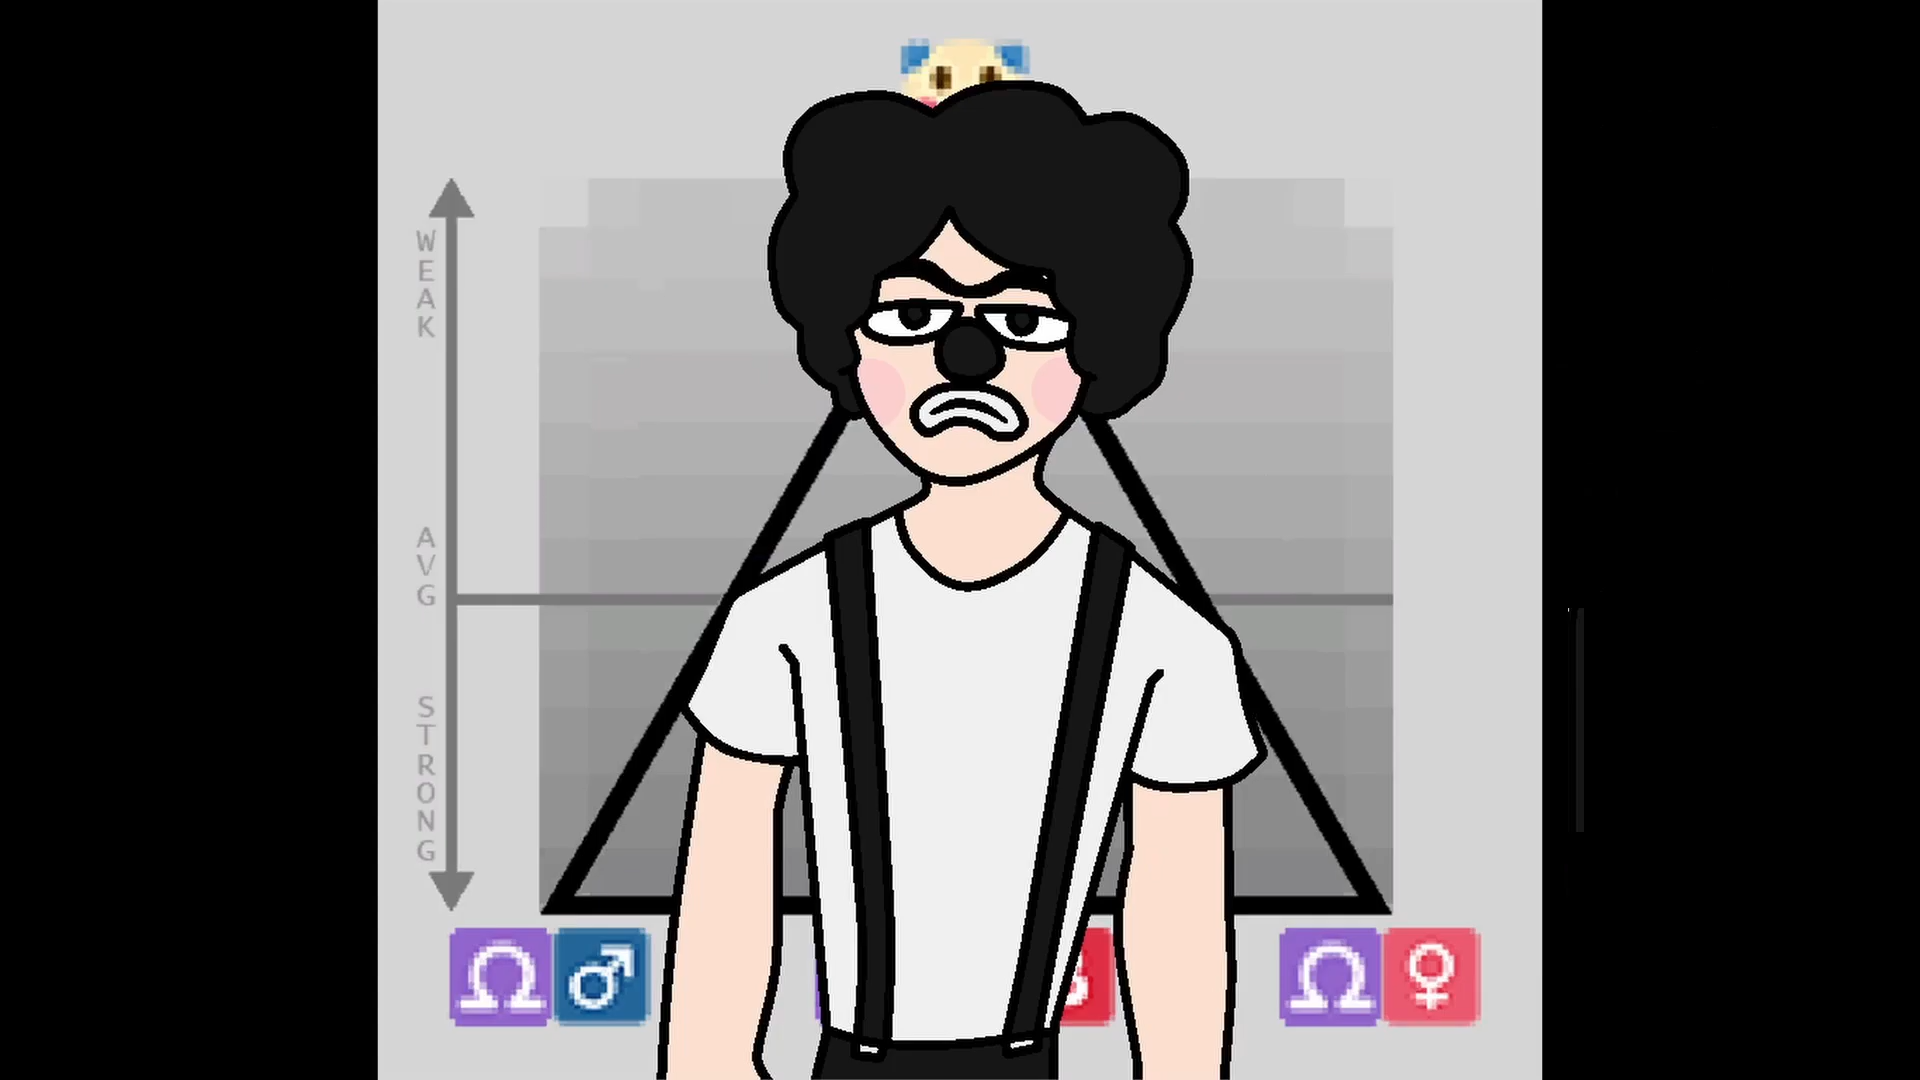 WEAK
AVG
STRONG
Ω ♂
Ω ♀